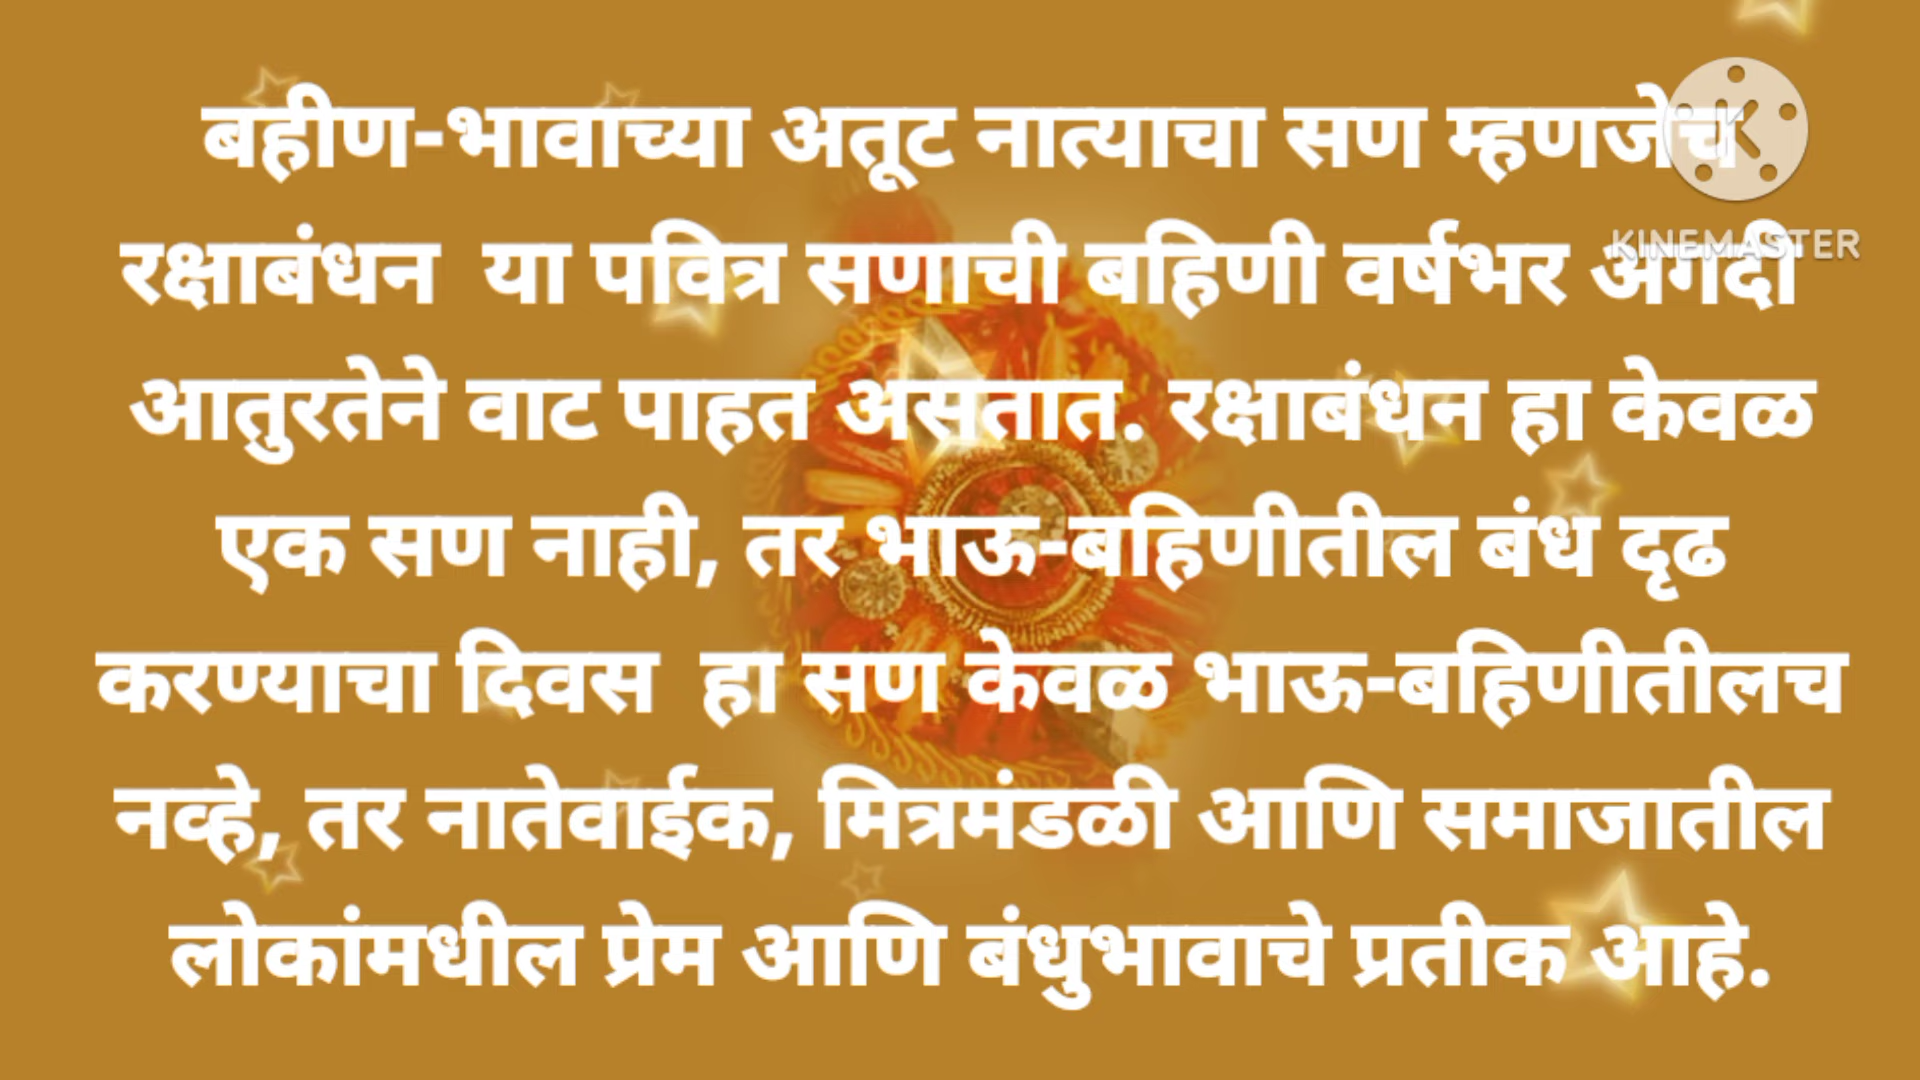 बहीण-भावाच्या अतूट नात्याचा सण म्हणजेच
रक्षाबंधन या पवित्र सणाची बहिणी वर्षभर अगदी
आतुरतेने वाट पाहत असतात. रक्षाबंधन हा केवळ
एक सण नाही, तर भाऊ-बहिणीतील बंध दृढ
करण्याचा दिवस हा सण केवळ भाऊ-बहिणीतीलच
नव्हे, तर नातेवाईक, मित्रमंडळी आणि समाजातील
लोकांमधील प्रेम आणि बंधुभावाचे प्रतीक आहे.
K
KINEMASTER